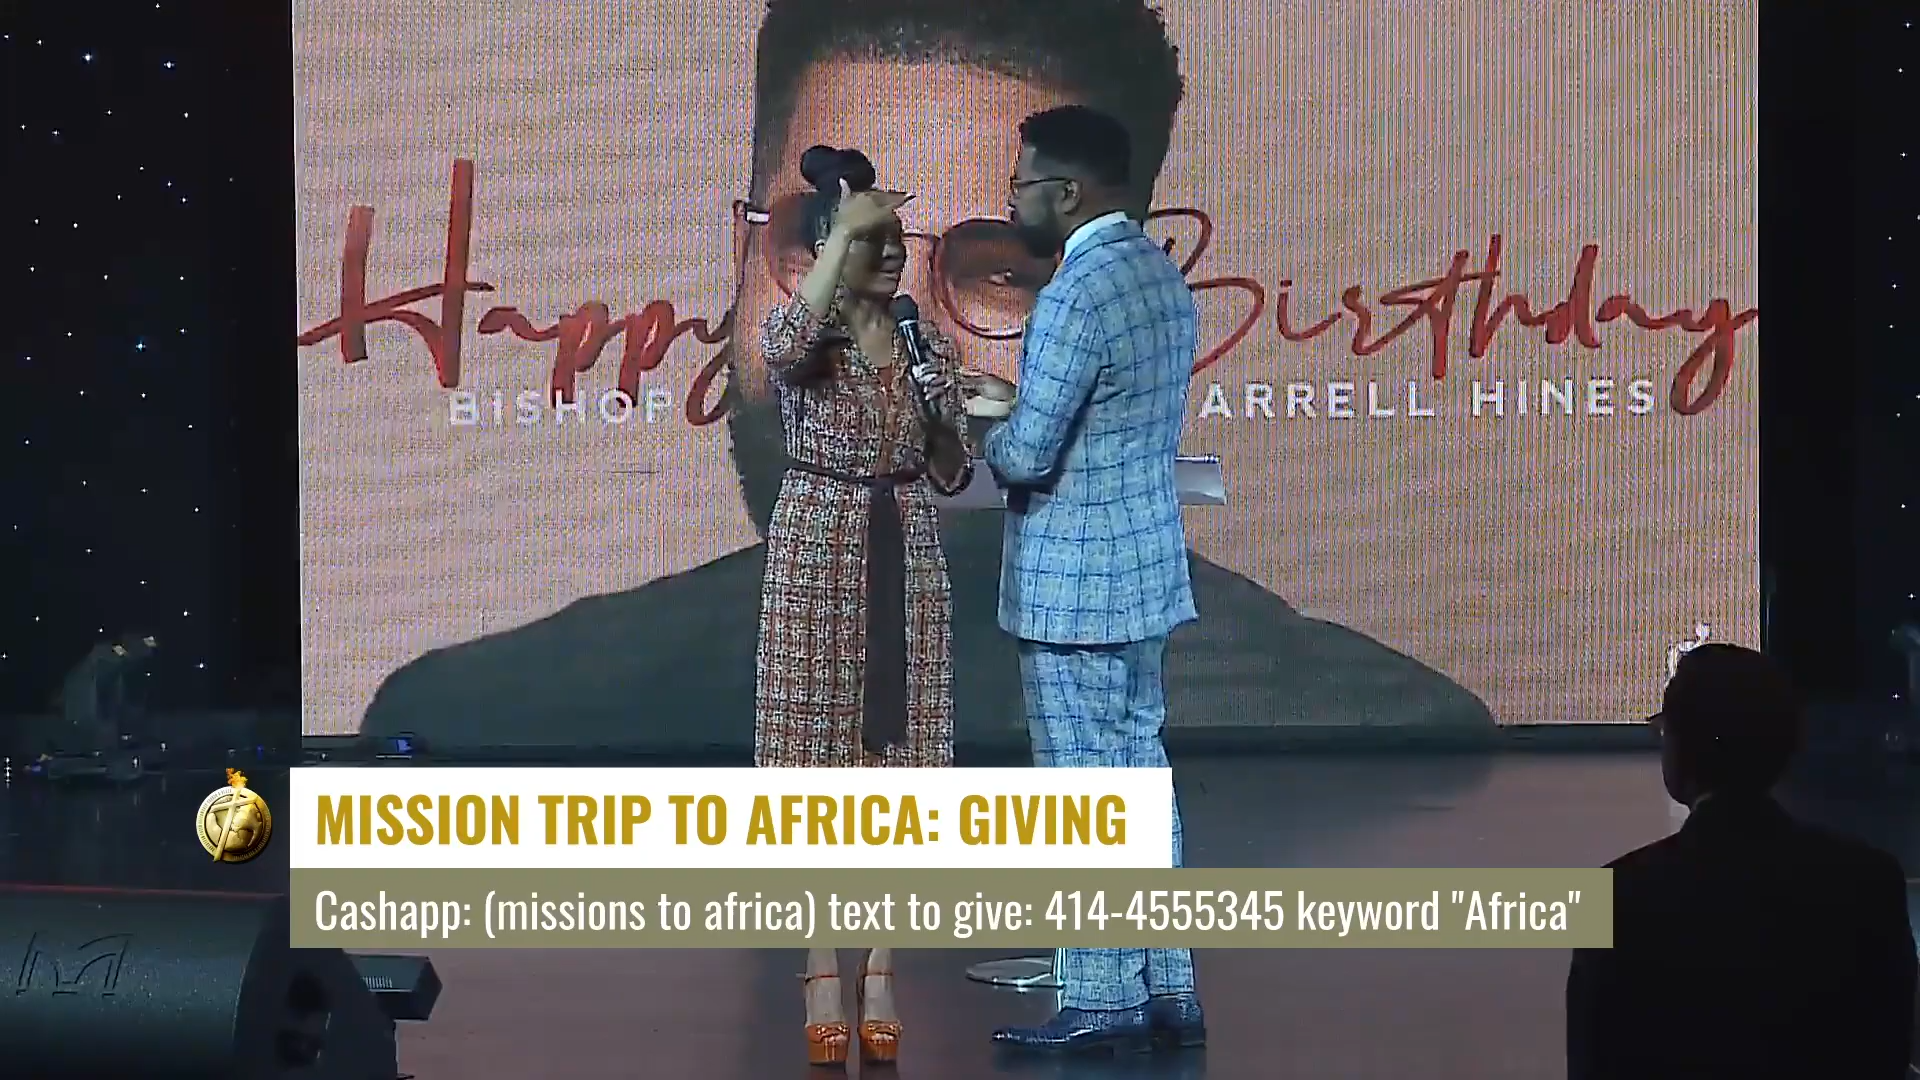 Happy Birthday
BISHOP ARRELL HINES
MISSION TRIP TO AFRICA: GIVING
Cashapp: (missions to africa) text to give: 414-4555345 keyword "Africa"